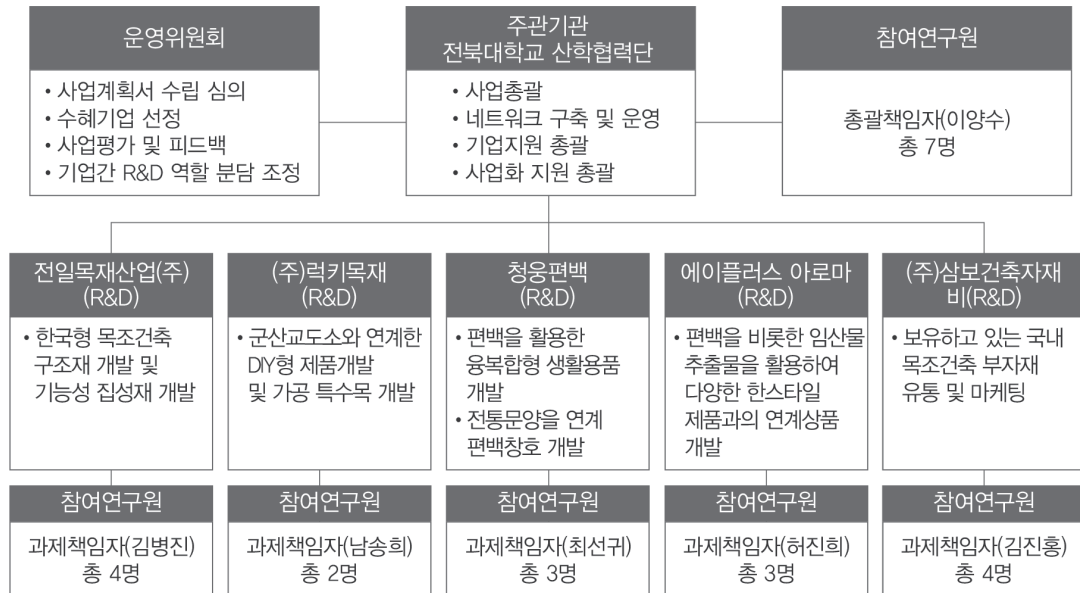 운영위원회
• 사업계획서 수립 심의
• 수혜기업 선정
• 사업평가 및 피드백
• 기업간 R&D 역할 분담 조정
주관기관
전북대학교 산학협력단
• 사업총괄
• 네트워크 구축 및 운영
• 기업지원 총괄
• 사업화 지원 총괄
참여연구원
총괄책임자(이양수)
총 7명
전일목재산업(주)
(R&D)
• 한국형 목조건축
구조재 개발 및
기능성 집성재 개발
(주)럭키목재
(R&D)
• 군산교도소와 연계한
DIY형 제품개발
및 가공 특수목 개발
청웅편백
(R&D)
• 편백을 활용한
융복합형 생활용품
개발
• 전통문양을 연계
편백창호 개발
에이플러스 아로마
(R&D)
• 편백을 비롯한 임산물
추출물을 활용하여
다양한 한스타일
제품과의 연계상품
개발
(주)삼보건축자재
비(R&D)
• 보유하고 있는 국내
목조건축 부자재
유통 및 마케팅
참여연구원
과제책임자(김병진)
총 4명
참여연구원
과제책임자(남송희)
총 2명
참여연구원
과제책임자(최선귀)
총 3명
참여연구원
과제책임자(허진희)
총 3명
참여연구원
과제책임자(김진홍)
총 4명